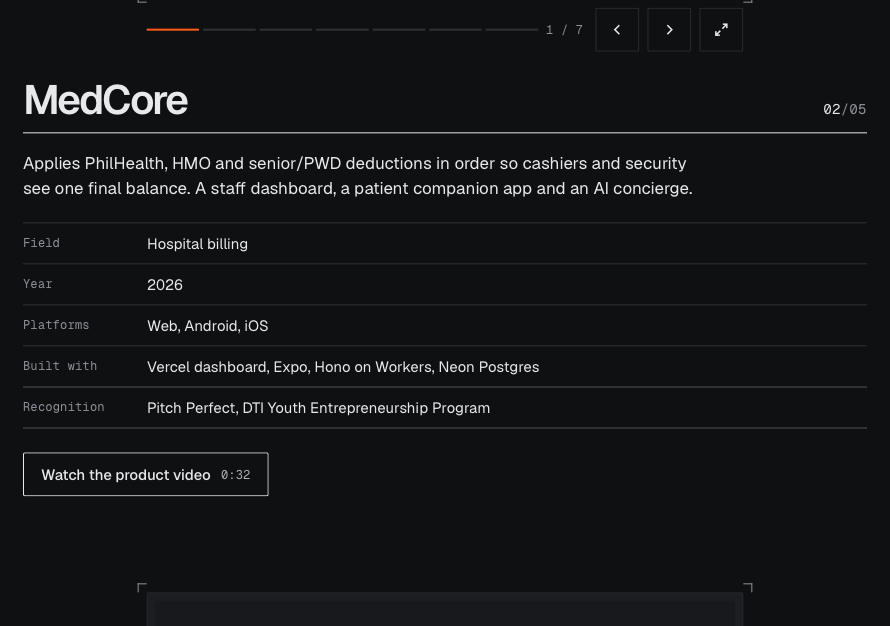 1 / 7
MedCore
02/05
Applies PhilHealth, HMO and senior/PWD deductions in order so cashiers and security
see one final balance. A staff dashboard, a patient companion app and an AI concierge.
Field Hospital billing
Year 2026
Platforms Web, Android, iOS
Built with Vercel dashboard, Expo, Hono on Workers, Neon Postgres
Recognition Pitch Perfect, DTI Youth Entrepreneurship Program
Watch the product video 0:32